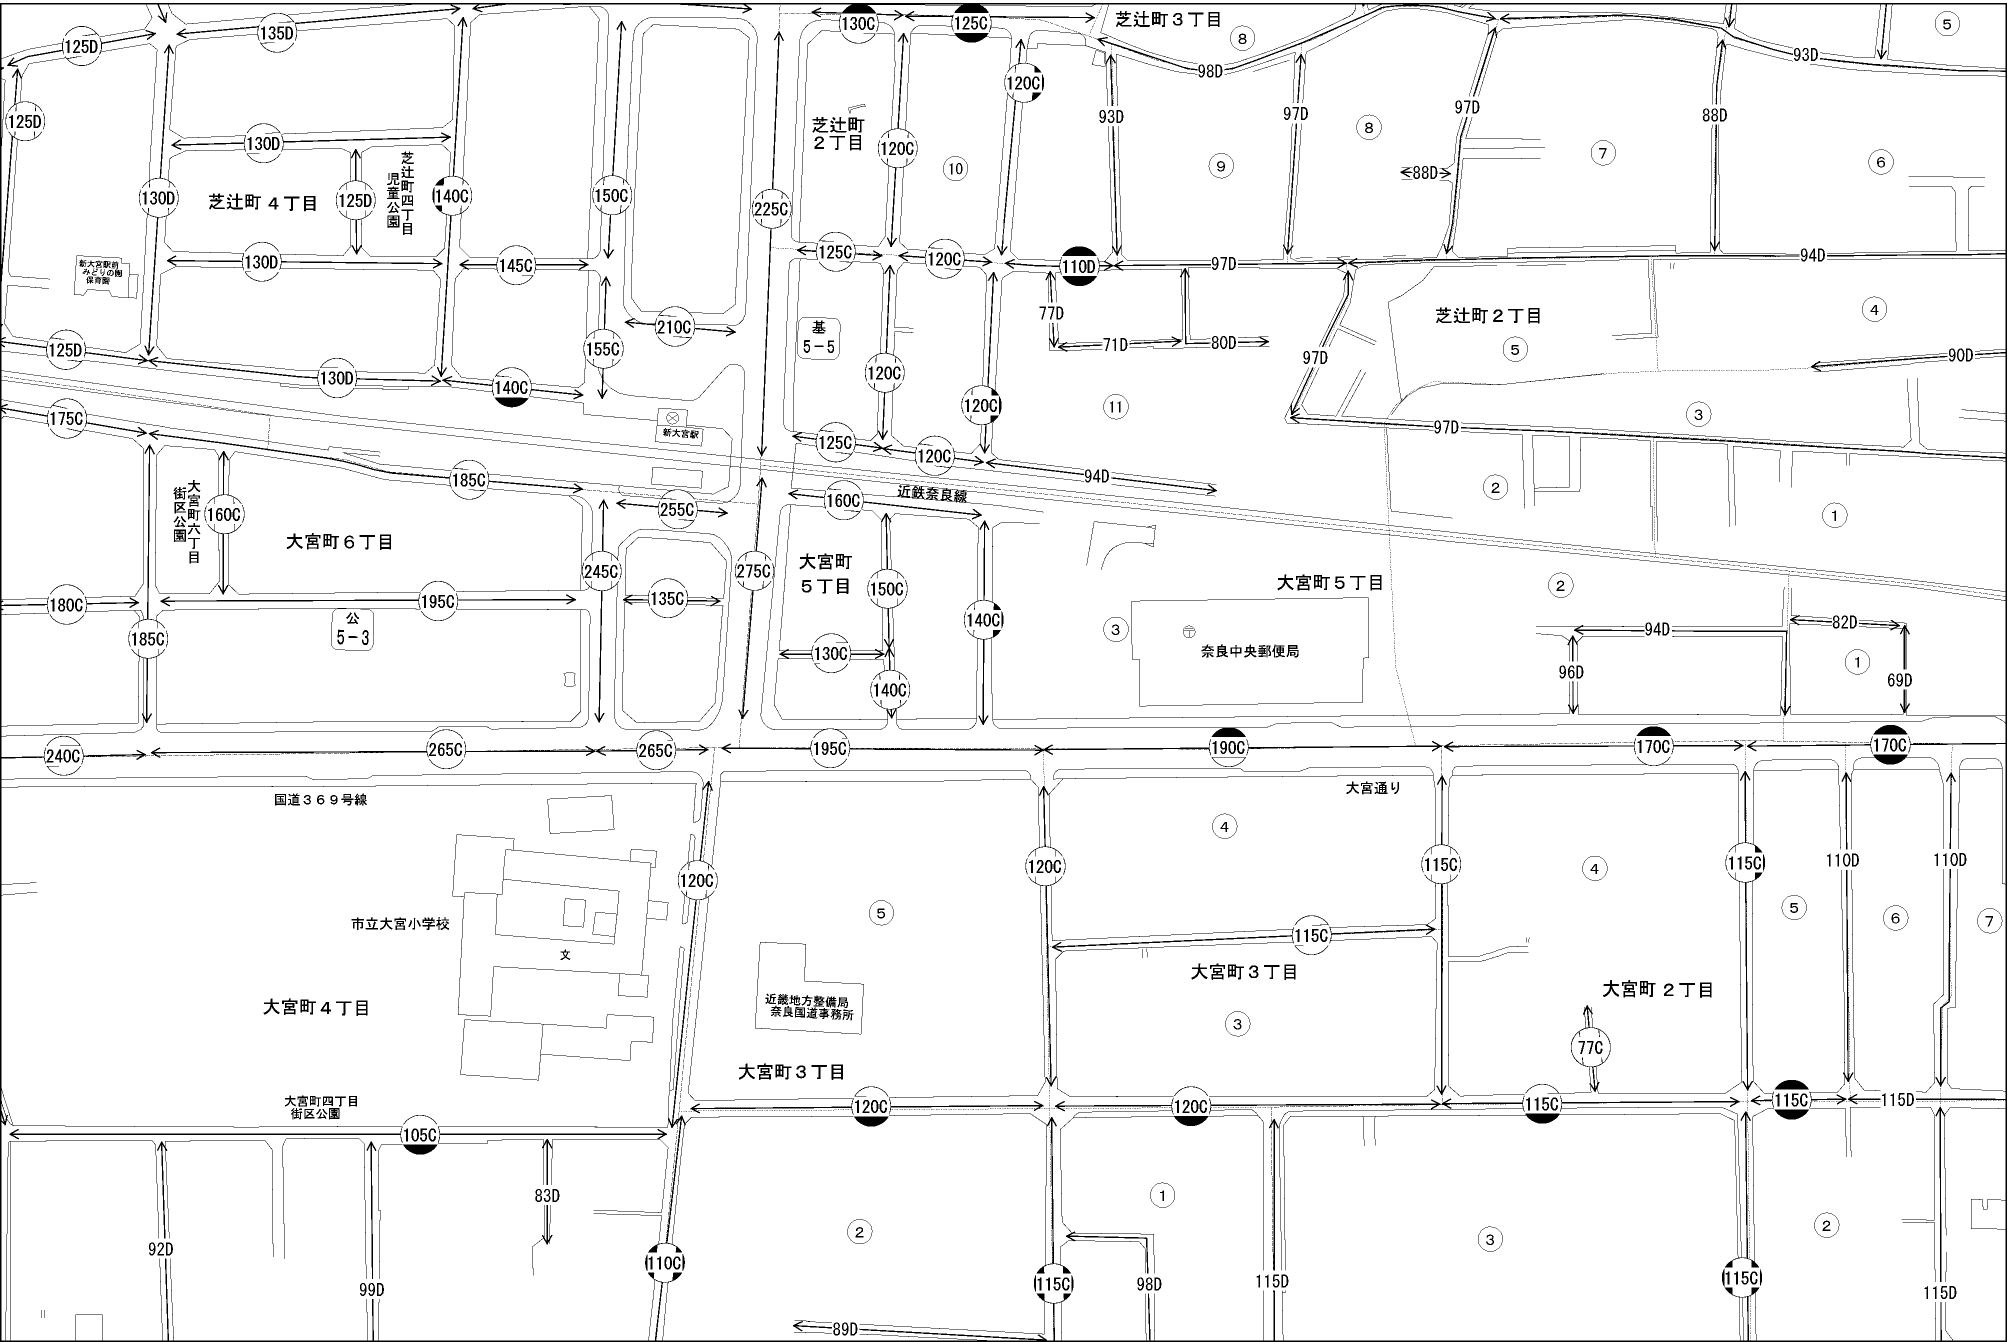 130C
125C
芝辻町３丁目
⑧
⑤
125D
135D
98D
93D
120C
125D
93D
97D
97D
88D
⑧
130D
芝辻町
２丁目
120C
⑩
⑨
⑦
⑥
芝辻町四丁目
児童公園
88D
130D
芝辻町４丁目
125D
140C
150C
225C
新大宮駅前
みどりの園
保育園
130D
145C
125C
120C
110D
97D
94D
77D
芝辻町２丁目
④
210C
基
5－5
71D
80D
⑤
125D
155C
97D
90D
130D
140C
120C
120C
⑪
③
175C
新大宮駅
125C
120C
97D
185C
94D
②
大宮町六丁目
街区公園
160C
255C
160C
近鉄奈良線
①
大宮町６丁目
245C
275C
大宮町
５丁目
150C
大宮町５丁目
②
180C
195C
135C
140C
公
5－3
185C
③
〒
奈良中央郵便局
94D
82D
①
130C
96D
69D
140C
240C
265C
265C
195C
190C
170C
170C
国道３６９号線
大宮通り
④
120C
120C
115C
④
115C
110D
110D
市立大宮小学校
文
⑤
115C
⑤
⑥
⑦
大宮町３丁目
大宮町２丁目
大宮町４丁目
近畿地方整備局
奈良国道事務所
③
77C
大宮町３丁目
大宮町四丁目
街区公園
105C
120C
120C
115C
115C
115D
83D
①
92D
②
③
②
99D
110C
115C
98D
115D
115C
115D
89D